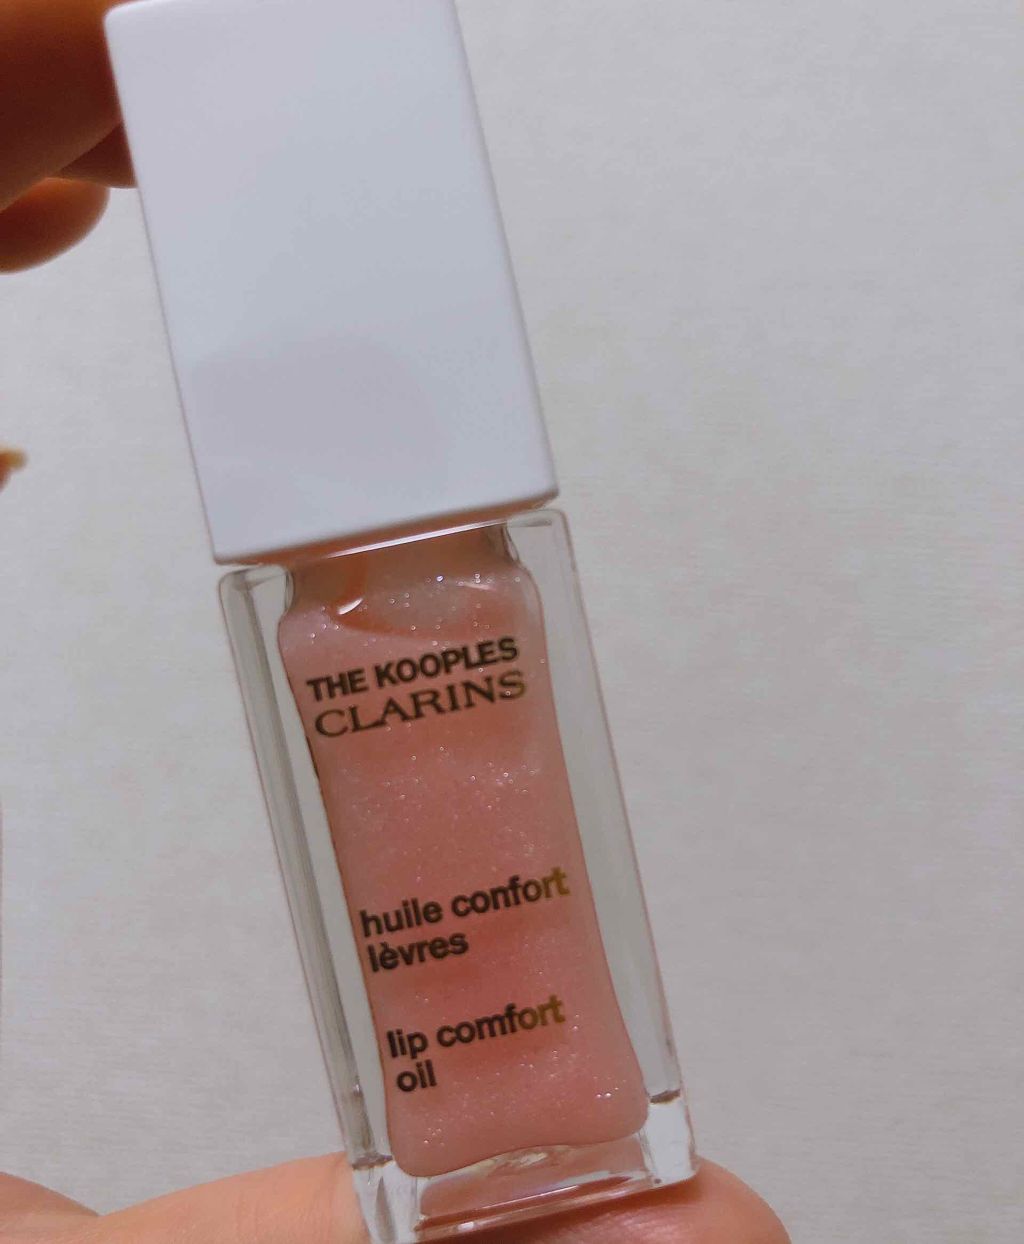 THE KOOPLES
CLARINS
huile confort
lèvres
lip comfort
oil